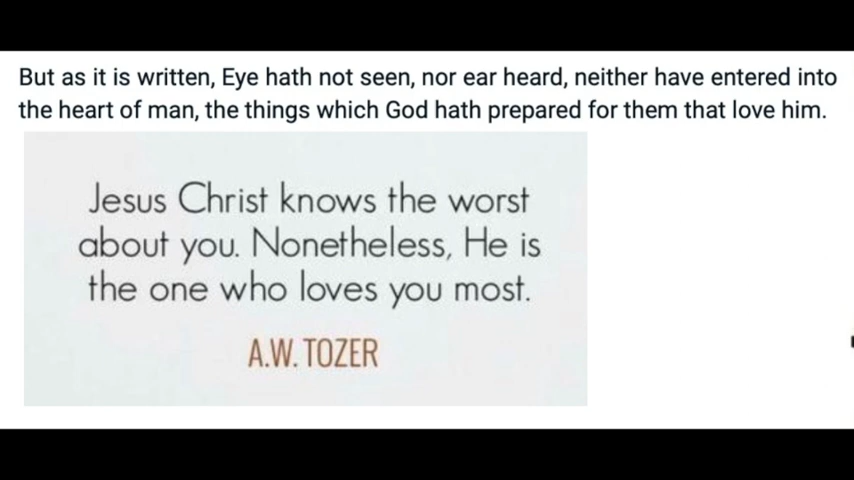 But as it is written, Eye hath not seen, nor ear heard, neither have entered into
the heart of man, the things which God hath prepared for them that love him.
Jesus Christ knows the worst
about you. Nonetheless, He is
the one who loves you most.
A.W. TOZER